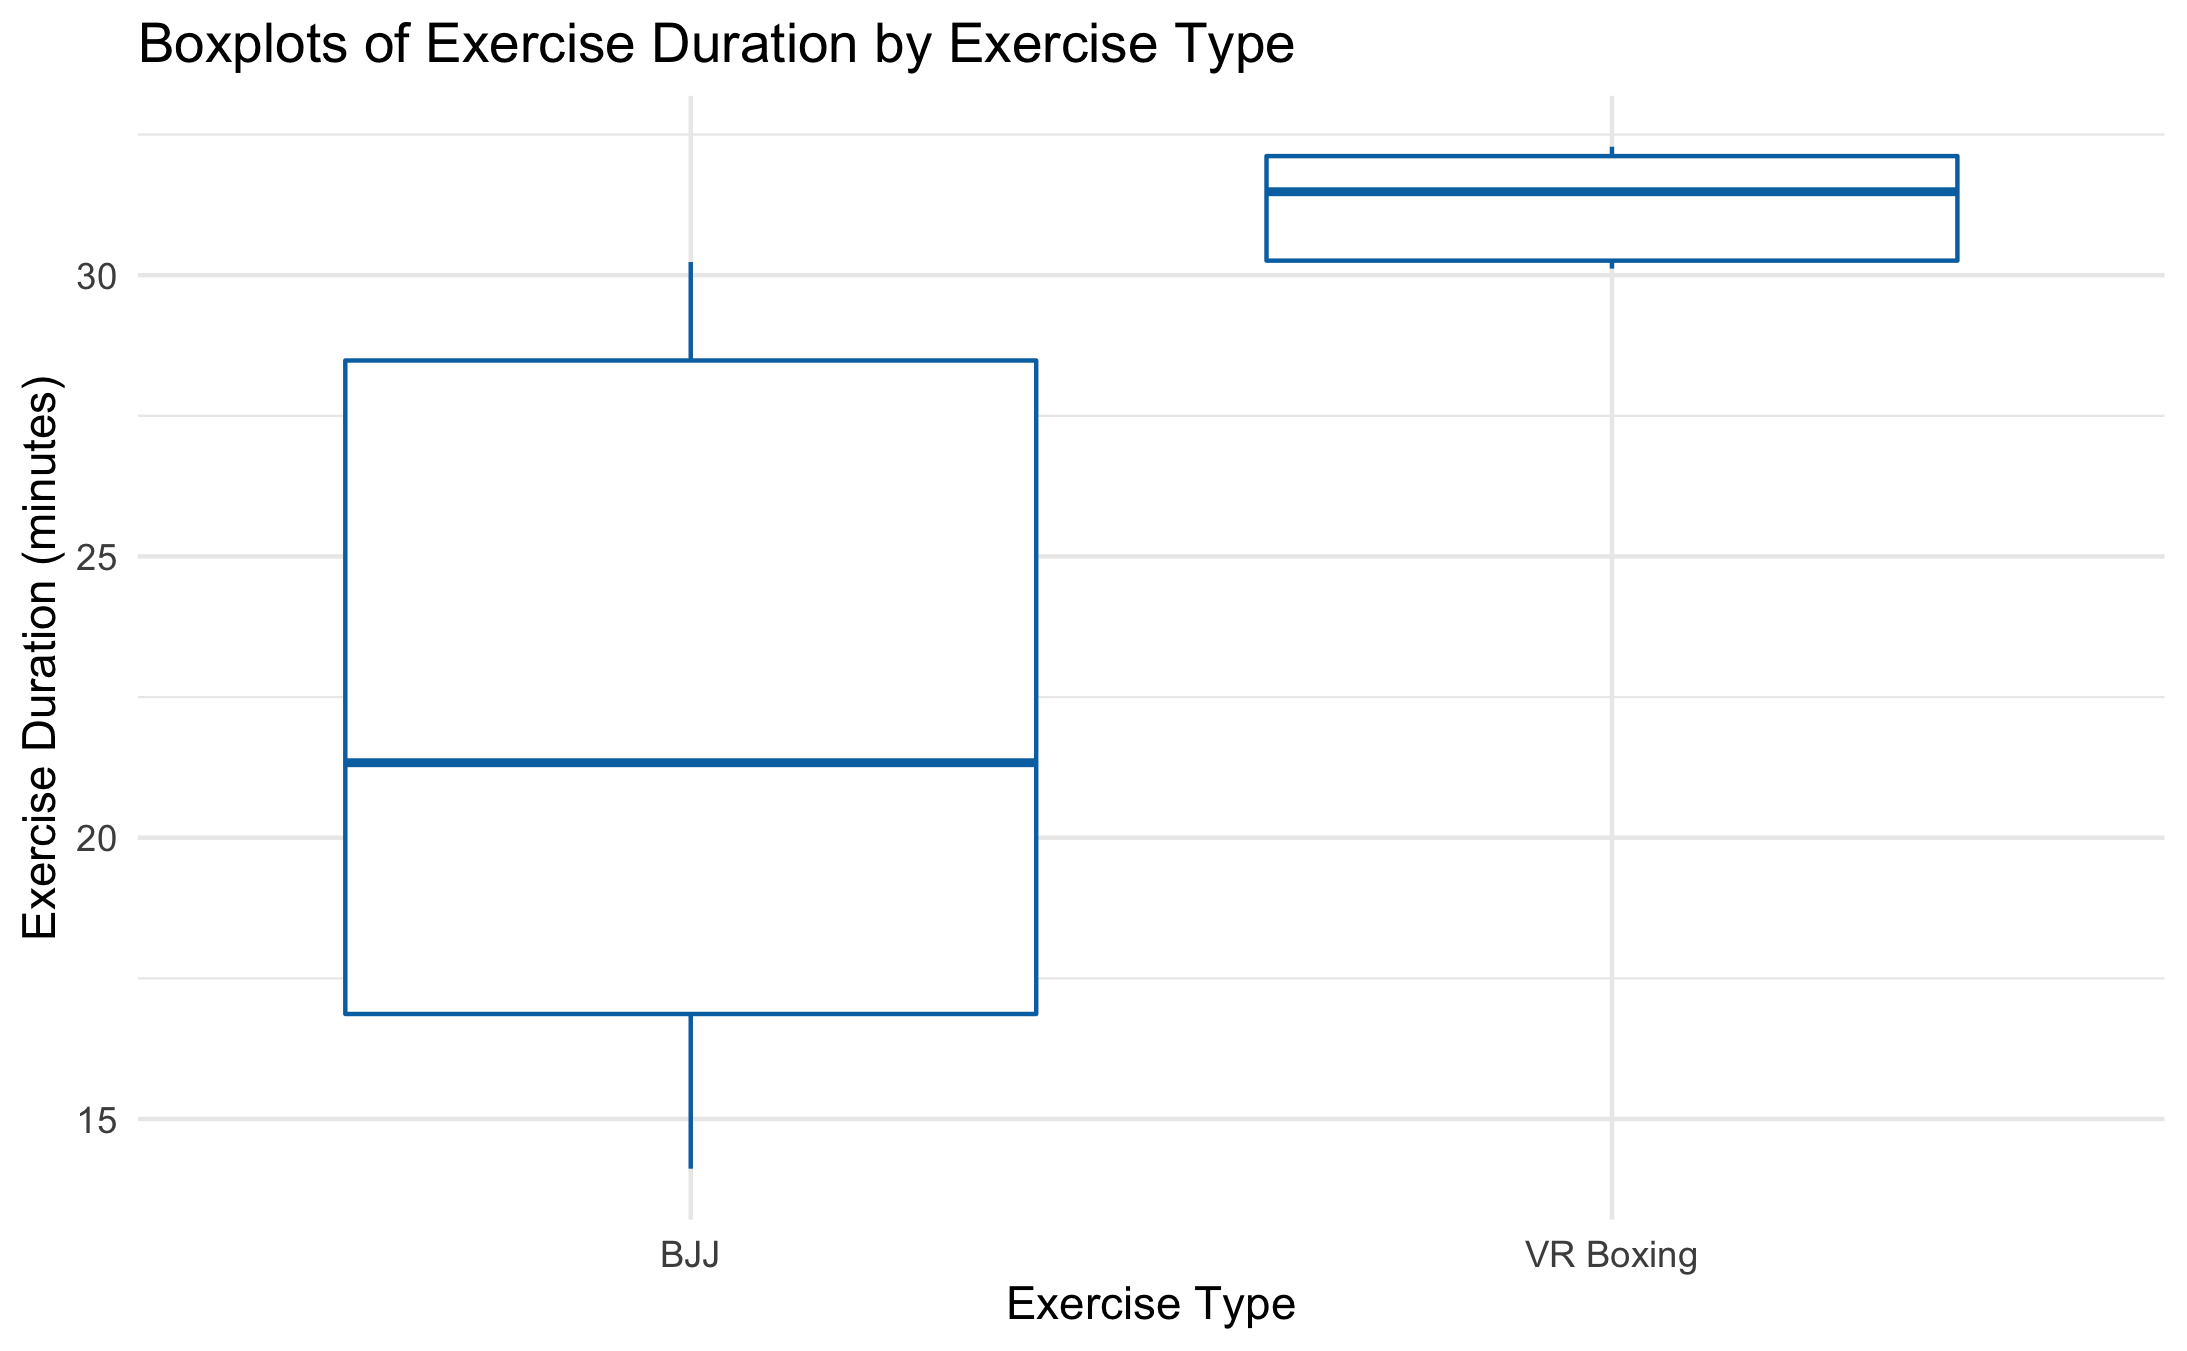 Boxplots of Exercise Duration by Exercise Type
Exercise Duration (minutes)
30
25
20
15
BJJ
VR Boxing
Exercise Type